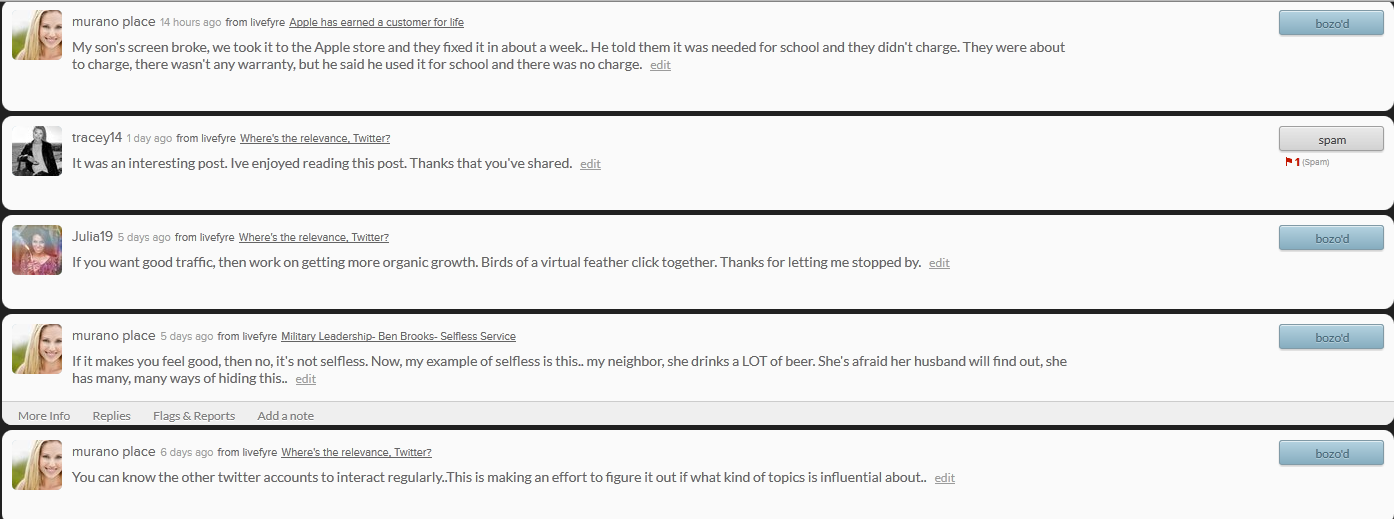 murano place 14 hours ago from livefyre Apple has earned a customer for life
bozo'd
My son's screen broke, we took it to the Apple store and they fixed it in about a week.. He told them it was needed for school and they didn't charge. They were about
to charge, there wasn't any warranty, but he said he used it for school and there was no charge. edit
tracey14 1 day ago from livefyre Where's the relevance, Twitter?
spam
It was an interesting post. Ive enjoyed reading this post. Thanks that you've shared. edit
1 (Spam)
Julia19 5 days ago from livefyre Where's the relevance, Twitter?
bozo'd
If you want good traffic, then work on getting more organic growth. Birds of a virtual feather click together. Thanks for letting me stopped by. edit
murano place 5 days ago from livefyre Military Leadership- Ben Brooks- Selfless Service
bozo'd
If it makes you feel good, then no, it's not selfless. Now, my example of selfless is this.. my neighbor, she drinks a LOT of beer. She's afraid her husband will find out, she
has many, many ways of hiding this.. edit
More Info Replies Flags & Reports Add a note
murano place 6 days ago from livefyre Where's the relevance, Twitter?
bozo'd
You can know the other twitter accounts to interact regularly..This is making an effort to figure it out if what kind of topics is influential about.. edit